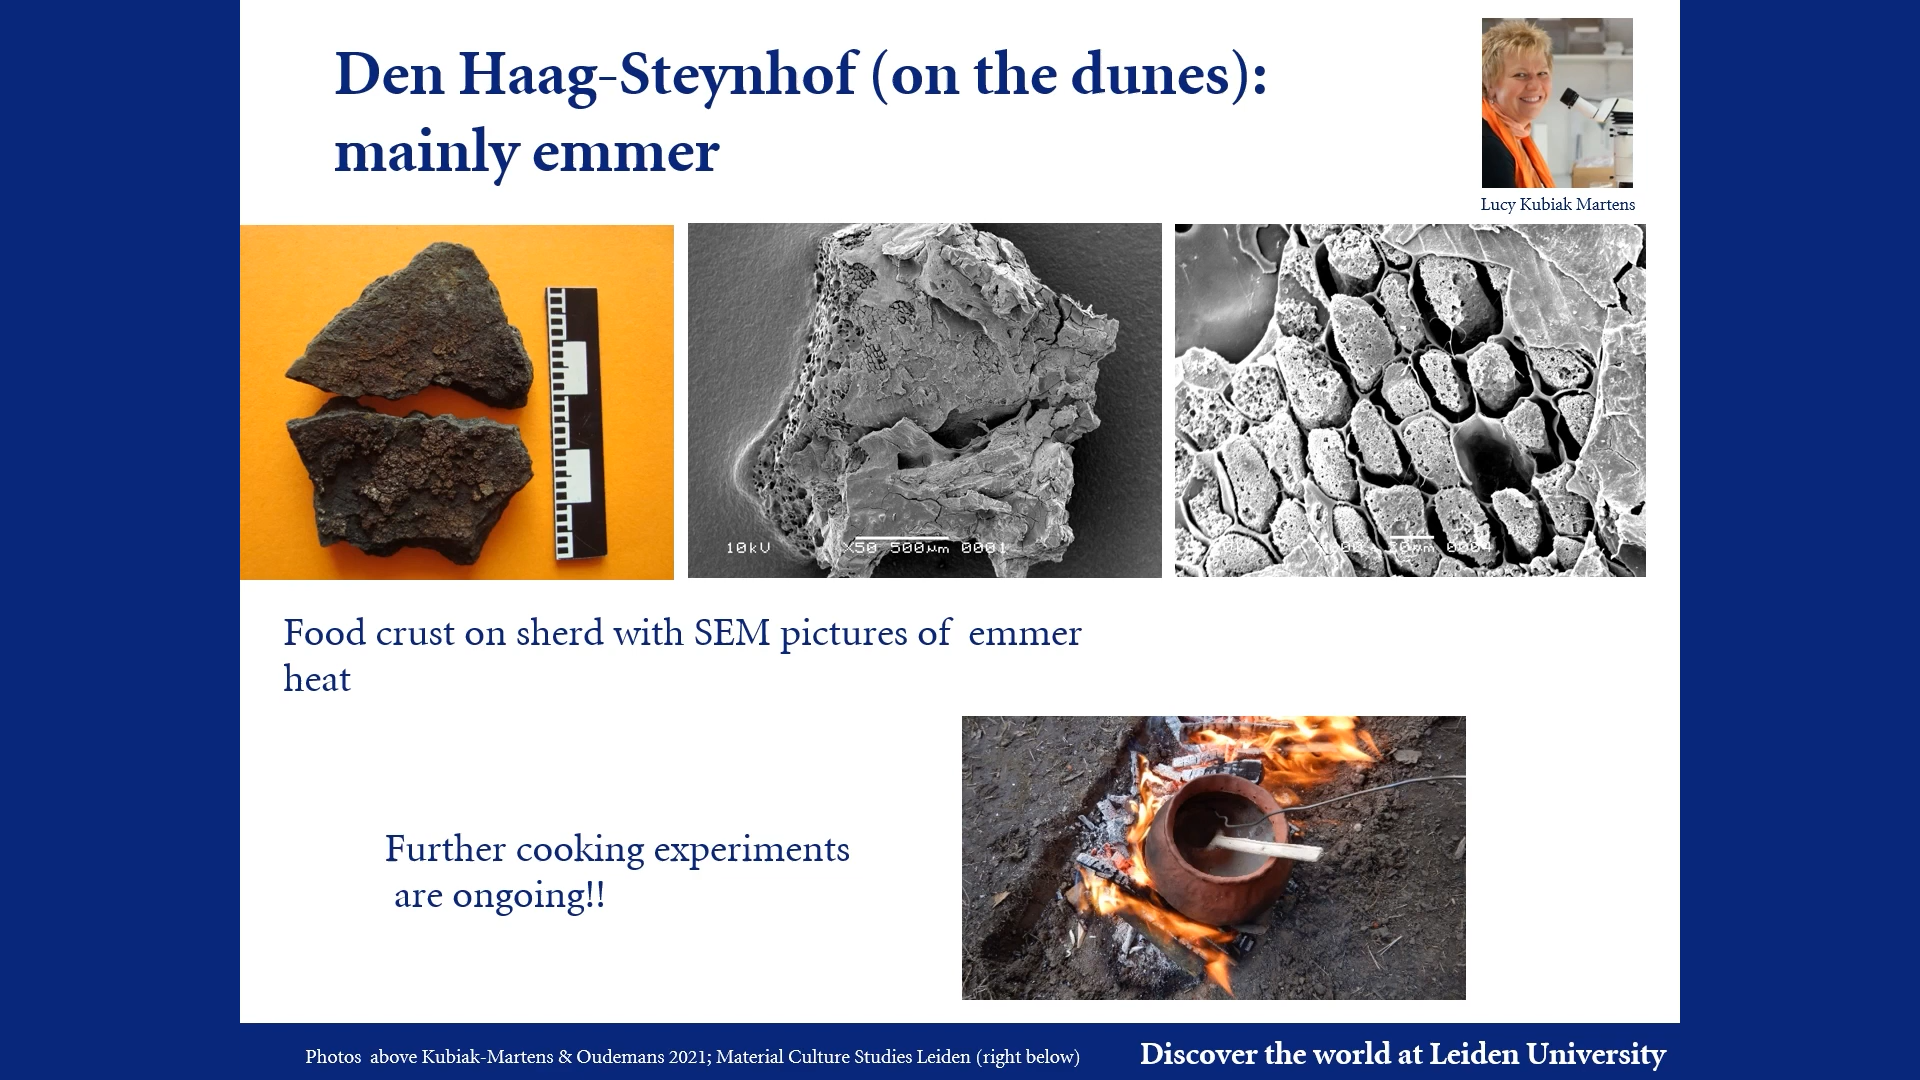 Den Haag-Steynhof (on the dunes):
mainly emmer
Lucy Kubiak Martens
10kV X50 500µm 0001
20µm 0004
Food crust on sherd with SEM pictures of emmer
heat
Further cooking experiments
are ongoing!!
Photos above Kubiak-Martens & Oudemans 2021; Material Culture Studies Leiden (right below)
Discover the world at Leiden University